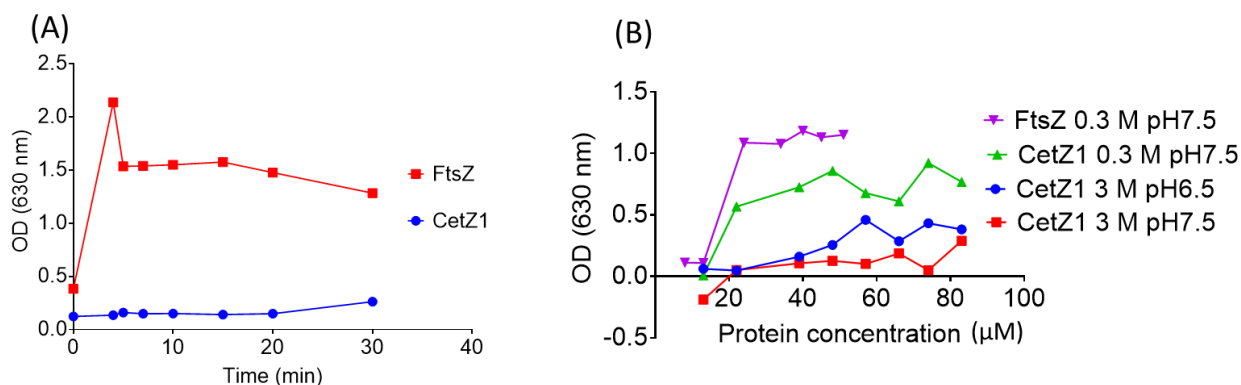 (A)
2.5
2.0
1.5
1.0
0.5
0.0
0
10
20
30
40
OD (630 nm)
Time (min)
FtsZ
CetZ1
(B)
1.5
1.0
0.5
0.0
-0.5
20
40
60
80
100
OD (630 nm)
Protein concentration (µM)
FtsZ 0.3 M pH7.5
CetZ1 0.3 M pH7.5
CetZ1 3 M pH6.5
CetZ1 3 M pH7.5